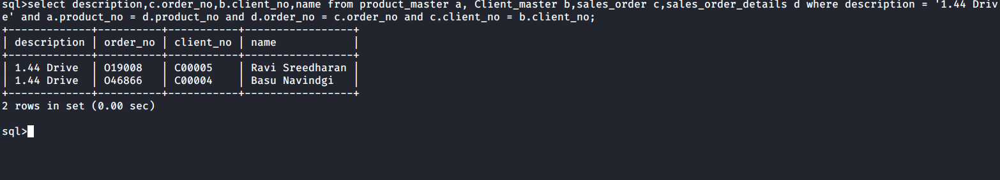 sql>select description,c.order_no,b.client_no,name from product_master a, Client_master b,sales_order c,sales_order_details d where description = '1.44 Driv
e' and a.product_no = d.product_no and d.order_no = c.order_no and c.client_no = b.client_no;
+-------------+----------+-----------+-----------------+
| description | order_no | client_no | name            |
+-------------+----------+-----------+-----------------+
| 1.44 Drive  | O19008   | C00005    | Ravi Sreedharan |
| 1.44 Drive  | O46866   | C00004    | Basu Navindgi   |
+-------------+----------+-----------+-----------------+
2 rows in set (0.00 sec)
sql>